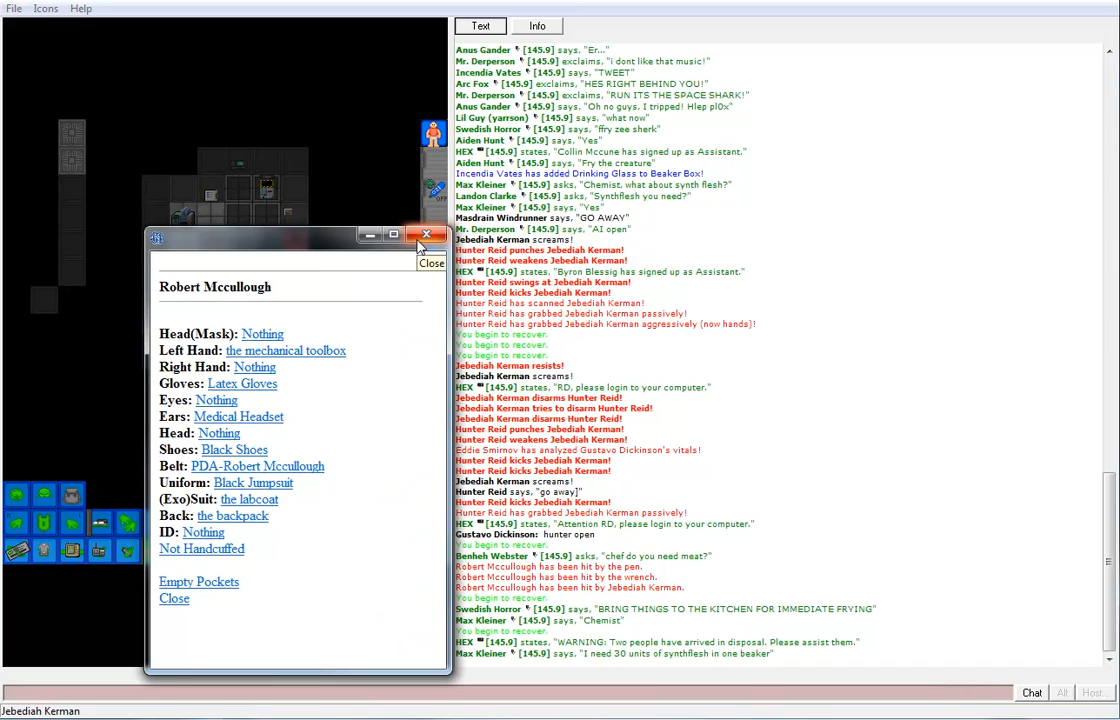 File Icons Help
Text Info
Anus Gander [145.9] says, "Er..."
Mr. Derperson [145.9] exclaims, "i dont like that music!"
Incendia Vates [145.9] says, "TWEET"
Arc Fox [145.9] exclaims, "HES RIGHT BEHIND YOU!"
Mr. Derperson [145.9] exclaims, "RUN ITS THE SPACE SHARK!"
Anus Gander [145.9] says, "Oh no guys, I tripped! Hlep pl0x"
Lil Guy (yarrson) [145.9] says, "what now"
Swedish Horror [145.9] says, "ffry zee sherk"
Aiden Hunt [145.9] says, "Yes"
HEX [145.9] states, "Collin Mccune has signed up as Assistant."
Aiden Hunt [145.9] says, "Fry the creature"
Incendia Vates has added Drinking Glass to Beaker Box!
Max Kleiner [145.9] asks, "Chemist, what about synth flesh?"
Landon Clarke [145.9] asks, "Synthflesh you need?"
Max Kleiner [145.9] says, "Yes"
Masdrain Windrunner says, "GO AWAY"
Mr. Derperson [145.9] says, "AI open"
Jebediah Kerman screams!
Hunter Reid punches Jebediah Kerman!
Hunter Reid weakens Jebediah Kerman!
HEX [145.9] states, "Byron Blessig has signed up as Assistant."
Hunter Reid swings at Jebediah Kerman!
Hunter Reid kicks Jebediah Kerman!
Hunter Reid has scanned Jebediah Kerman!
Hunter Reid has grabbed Jebediah Kerman passively!
Hunter Reid has grabbed Jebediah Kerman aggressively (now hands)!
You begin to recover.
You begin to recover.
You begin to recover.
Jebediah Kerman resists!
Jebediah Kerman screams!
HEX [145.9] states, "RD, please login to your computer."
Jebediah Kerman disarms Hunter Reid!
Jebediah Kerman tries to disarm Hunter Reid!
Jebediah Kerman disarms Hunter Reid!
Hunter Reid punches Jebediah Kerman!
Hunter Reid weakens Jebediah Kerman!
Eddie Smirnov has analyzed Gustavo Dickinson's vitals!
Hunter Reid kicks Jebediah Kerman!
Hunter Reid kicks Jebediah Kerman!
Jebediah Kerman screams!
Hunter Reid says, "go away]"
Hunter Reid kicks Jebediah Kerman!
Hunter Reid has grabbed Jebediah Kerman passively!
HEX [145.9] states, "Attention RD, please login to your computer."
Gustavo Dickinson: hunter open
You begin to recover.
Benheh Webster [145.9] asks, "chef do you need meat?"
Robert Mccullough has been hit by the pen.
Robert Mccullough has been hit by the wrench.
Robert Mccullough has been hit by Jebediah Kerman.
You begin to recover.
Swedish Horror [145.9] says, "BRING THINGS TO THE KITCHEN FOR IMMEDIATE FRYING"
Max Kleiner [145.9] says, "Chemist"
You begin to recover.
HEX [145.9] states, "WARNING: Two people have arrived in disposal. Please assist them."
Max Kleiner [145.9] says, "I need 30 units of synthflesh in one beaker"
OFF
Close
Robert Mccullough
Head(Mask): Nothing
Left Hand: the mechanical toolbox
Right Hand: Nothing
Gloves: Latex Gloves
Eyes: Nothing
Ears: Medical Headset
Head: Nothing
Shoes: Black Shoes
Belt: PDA-Robert Mccullough
Uniform: Black Jumpsuit
(Exo)Suit: the labcoat
Back: the backpack
ID: Nothing
Not Handcuffed
Empty Pockets
Close
Chat Alt Host...
Jebediah Kerman